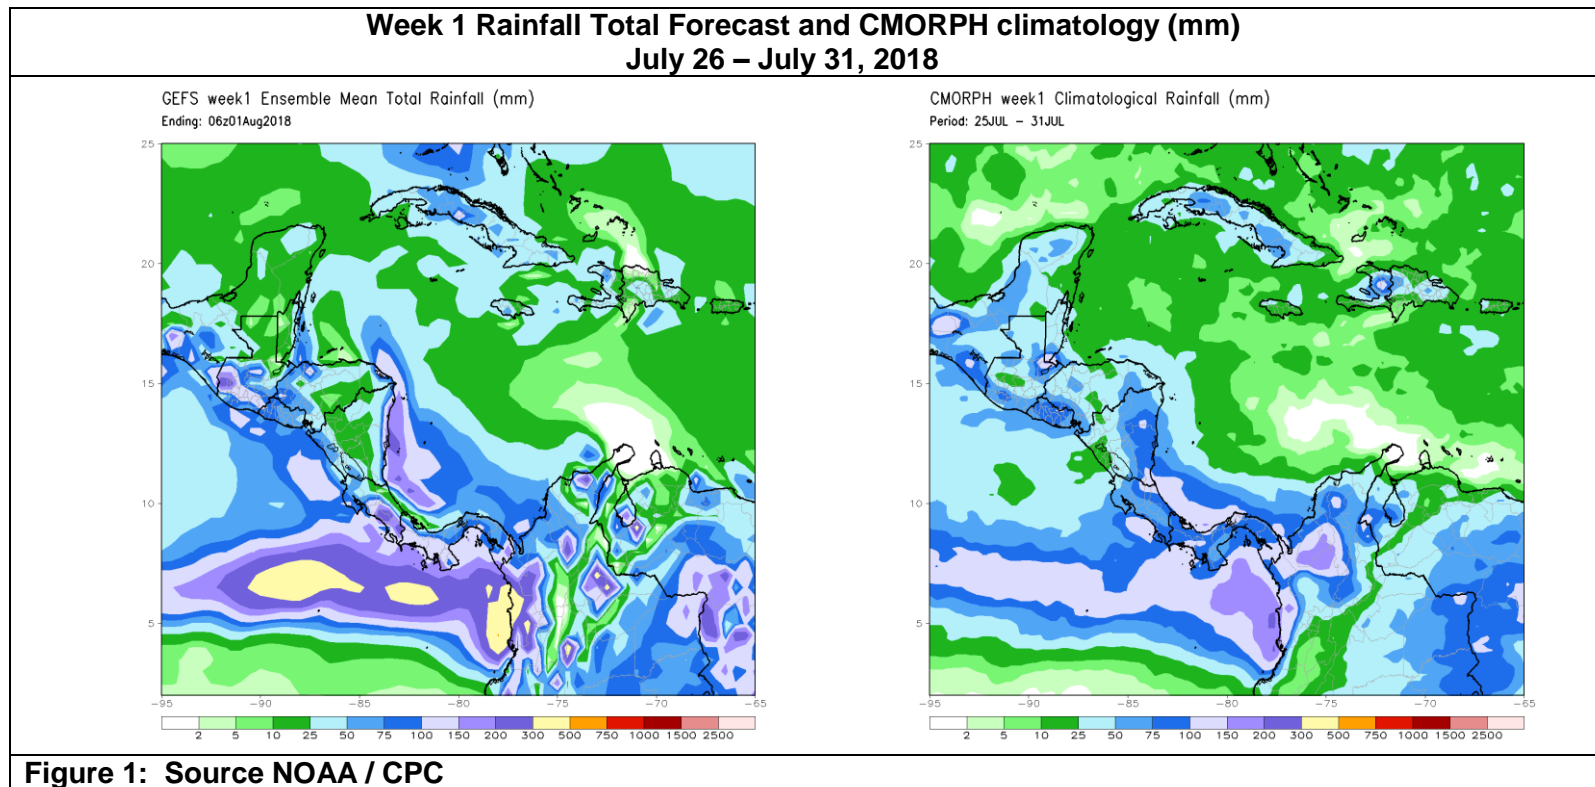 Week 1 Rainfall Total Forecast and CMORPH climatology (mm)
July 26 – July 31, 2018
GEFS week1 Ensemble Mean Total Rainfall (mm)
Ending: 06z01Aug2018
25
20
15
10
5
-95 -90 -85 -80 -75 -70 -65
2 5 10 25 50 75 100 150 200 300 500 750 1000 1500 2500
CMORPH week1 Climatological Rainfall (mm)
Period: 25JUL – 31JUL
25
20
15
10
5
-95 -90 -85 -80 -75 -70 -65
2 5 10 25 50 75 100 150 200 300 500 750 1000 1500 2500
Figure 1: Source NOAA / CPC